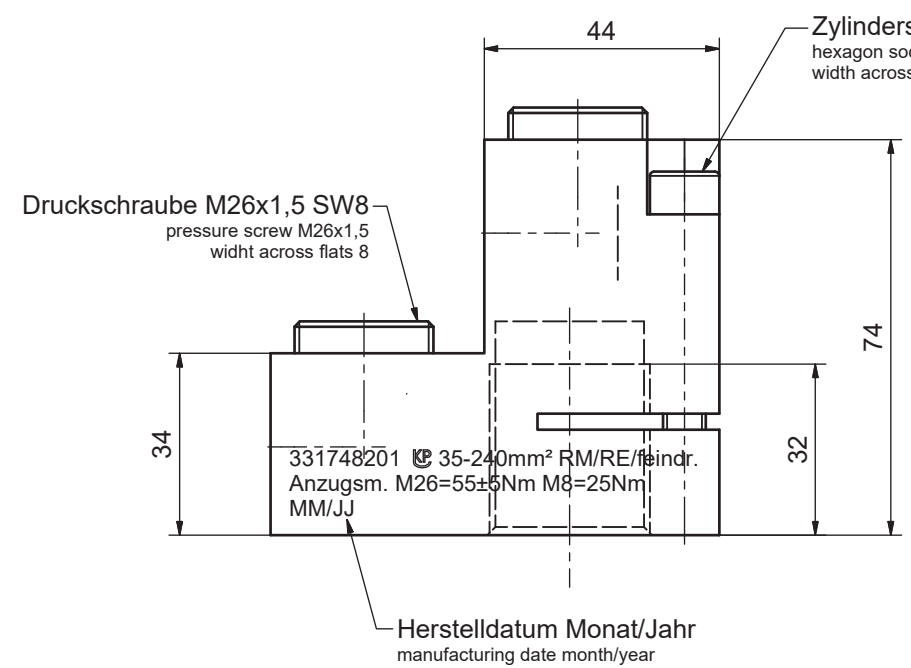 44
Zylinders
hexagon soc
width across
Druckschraube M26x1,5 SW8
pressure screw M26x1,5
widht across flats 8
74
34
32
331748201 KP 35-240mm² RM/RE/feindr.
Anzugsm. M26=55±5Nm M8=25Nm
MM/JJ
Herstelldatum Monat/Jahr
manufacturing date month/year